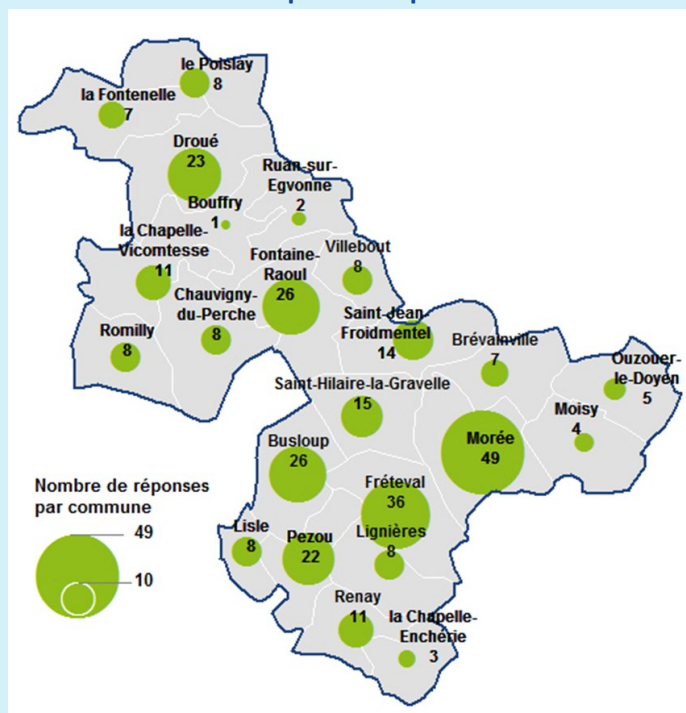 le Poislay
8
la Fontenelle
7
Droué
23
Ruan-sur-
Egvonne
2
Bouffry
1
la Chapelle-
Vicomtesse
11
Fontaine-
Raoul
26
Villebout
8
Chauvigny-
du-Perche
8
Romilly
8
Saint-Jean-
Froidmentel
14
Brévainville
7
Ouzouer-
le-Doyen
5
Moisy
4
Saint-Hilaire-la-Gravelle
15
Morée
49
Busloup
26
Fréteval
36
Lignières
8
Lisle
8
Pezou
22
Renay
11
la Chapelle-
Enchérie
3
Nombre de réponses
par commune
49
10